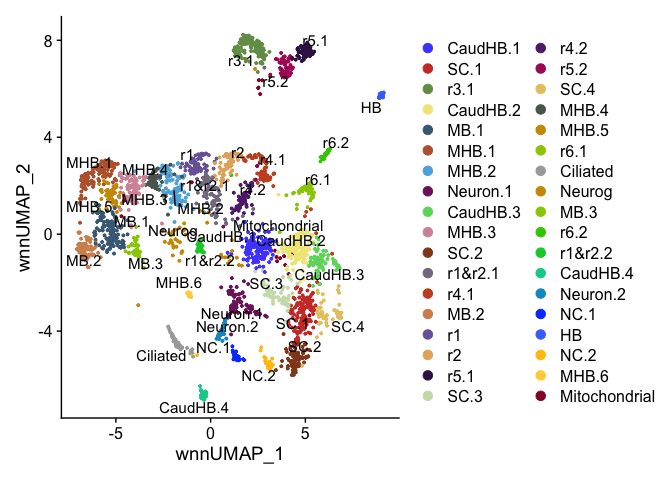 8
4
0
-4
-5
0
5
wnnUMAP_1
wnnUMAP_2
r5.1
r3.1
r5.2
HB
r6.2
r1
r2
MHB.1
MHB.4
r4.1
r6.1
r1&r2.1
r4.2
MHB.3
MHB.5
MHB.2
MB.1
Neurog
Mitochondrial
CaudHB.1
CaudHB.2
MB.2
MB.3
r1&r2.2
CaudHB.3
MHB.6
SC.3
Neuron.1
Neuron.2
SC.1
SC.4
NC.1
SC.2
Ciliated
NC.2
CaudHB.4
CaudHB.1
SC.1
r3.1
CaudHB.2
MB.1
MHB.1
MHB.2
Neuron.1
CaudHB.3
MHB.3
SC.2
r1&r2.1
r4.1
MB.2
r1
r2
r5.1
SC.3
r4.2
r5.2
SC.4
MHB.4
MHB.5
r6.1
Ciliated
Neurog
MB.3
r6.2
r1&r2.2
CaudHB.4
Neuron.2
NC.1
HB
NC.2
MHB.6
Mitochondrial